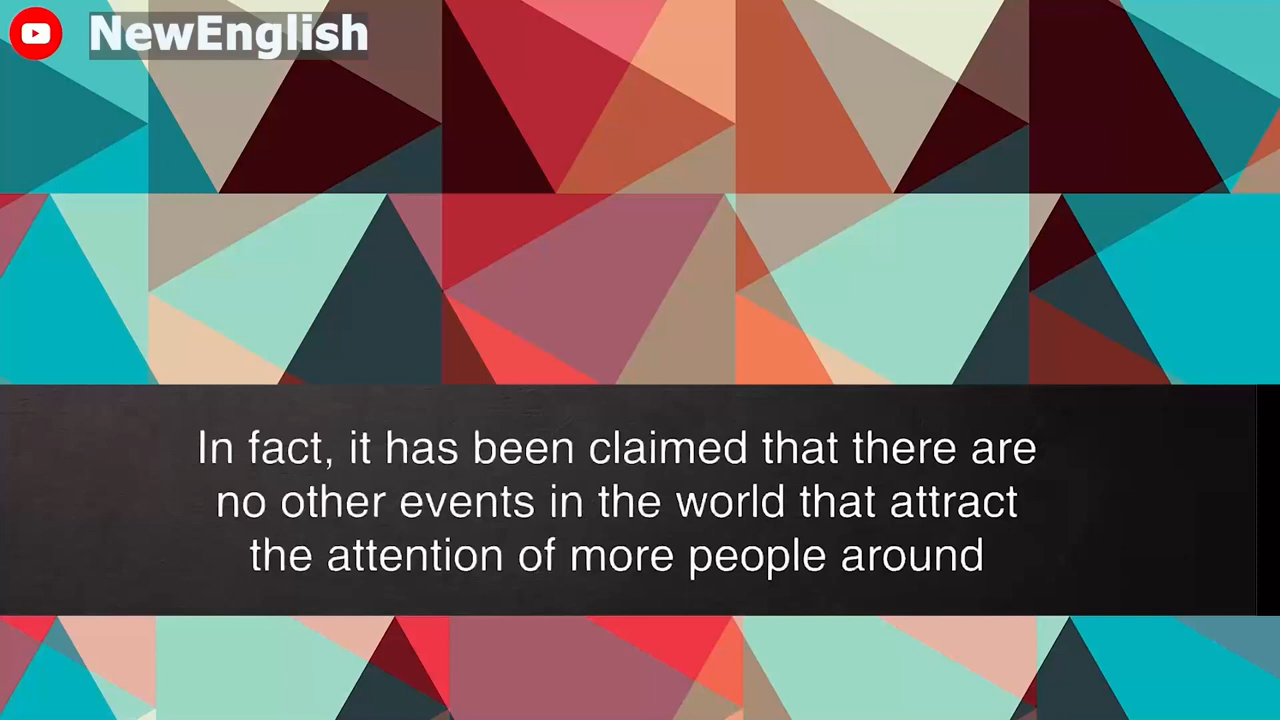 NewEnglish
In fact, it has been claimed that there are
no other events in the world that attract
the attention of more people around